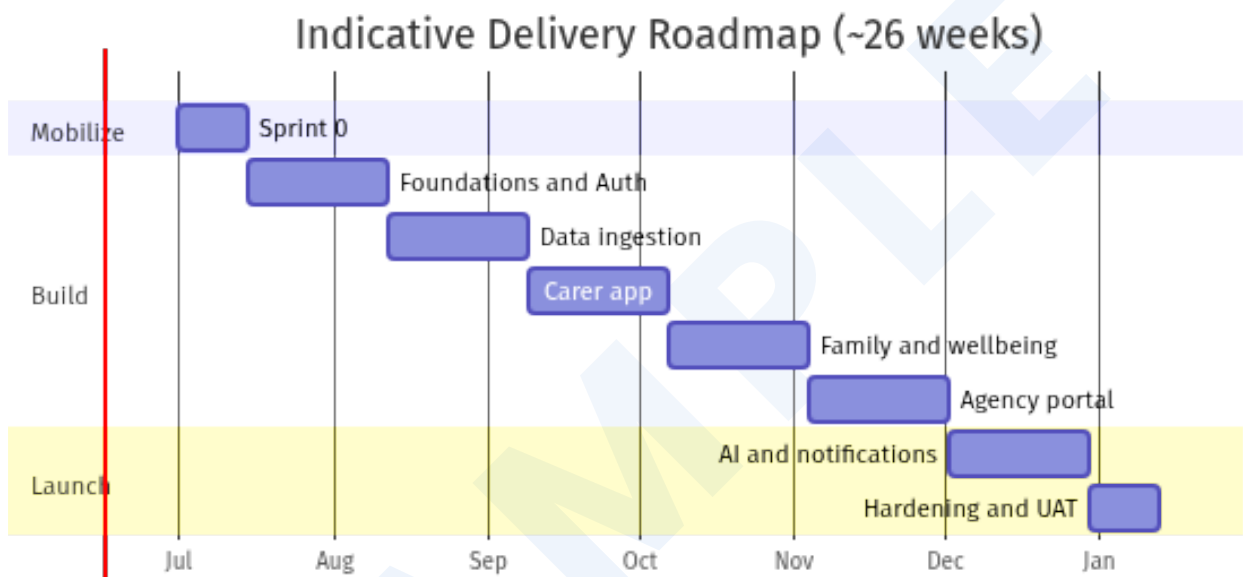 Indicative Delivery Roadmap (~26 weeks)
Mobilize
Sprint 0
Foundations and Auth
Data ingestion
Build
Carer app
Family and wellbeing
Agency portal
AI and notifications
Launch
Hardening and UAT
Jul Aug Sep Oct Nov Dec Jan
AMPLE